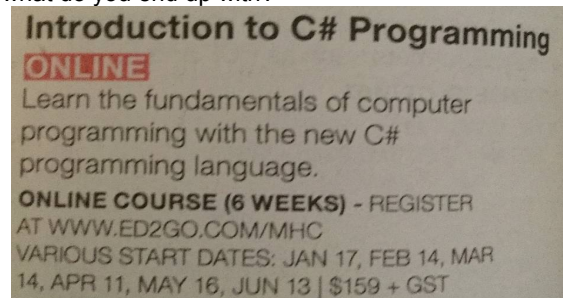 Introduction to C# Programming
ONLINE
Learn the fundamentals of computer
programming with the new C#
programming language.
ONLINE COURSE (6 WEEKS) - REGISTER
AT WWW.ED2GO.COM/MHC
VARIOUS START DATES: JAN 17, FEB 14, MAR
14, APR 11, MAY 16, JUN 13 | $159 + GST